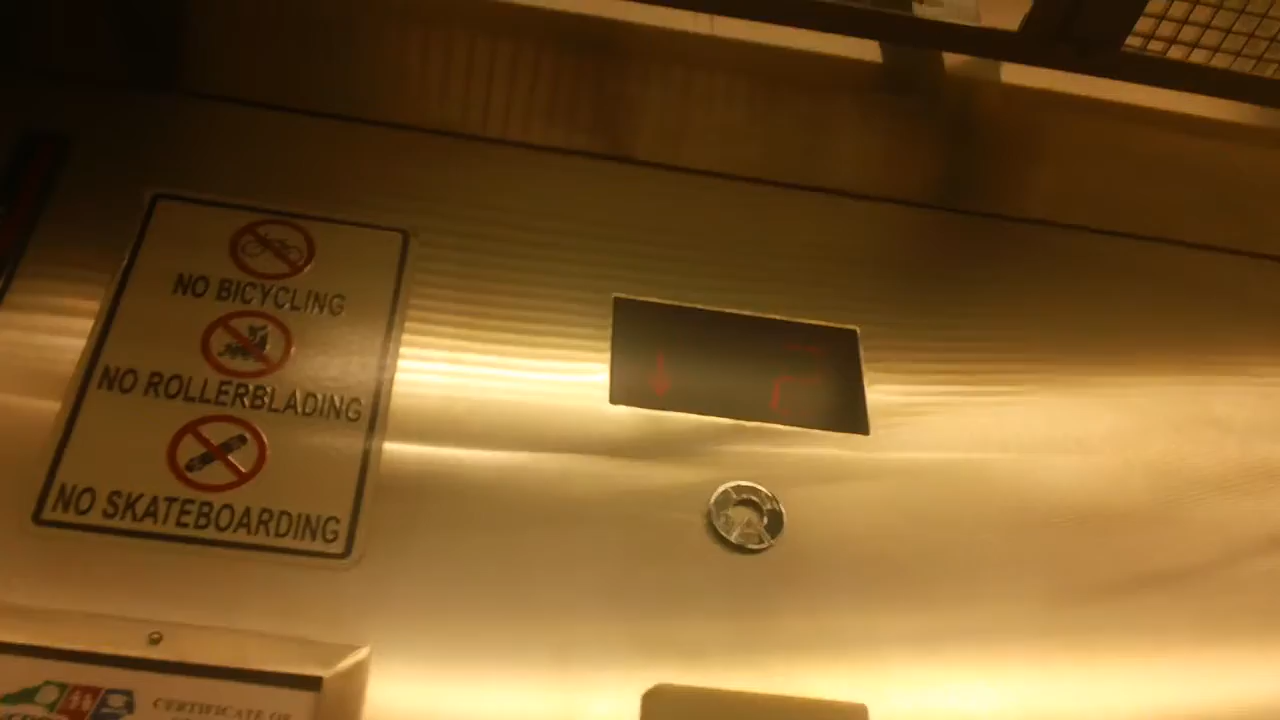 NO BICYCLING
NO ROLLERBLADING
NO SKATEBOARDING
CERTIFICATE OF